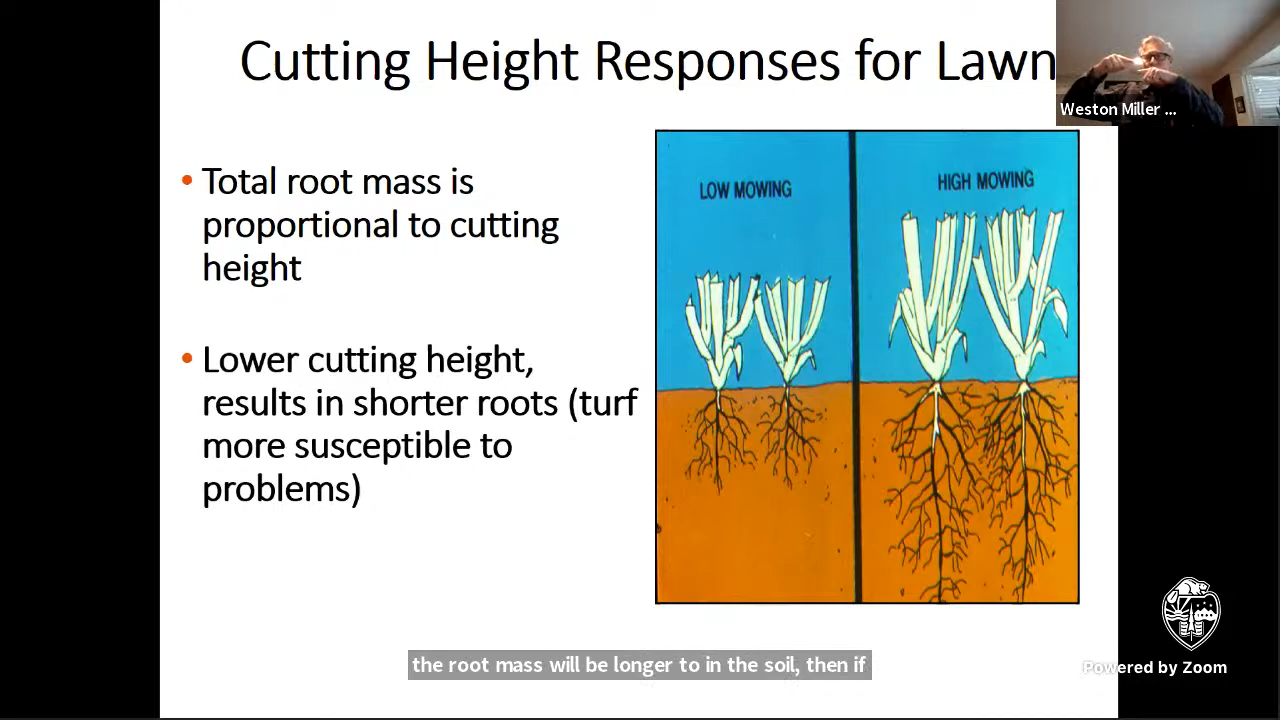 Cutting Height Responses for Lawn
Weston Miller ...
• Total root mass is
proportional to cutting
height
• Lower cutting height,
results in shorter roots (turf
more susceptible to
problems)
LOW MOWING
HIGH MOWING
the root mass will be longer to in the soil, then if
Powered by Zoom